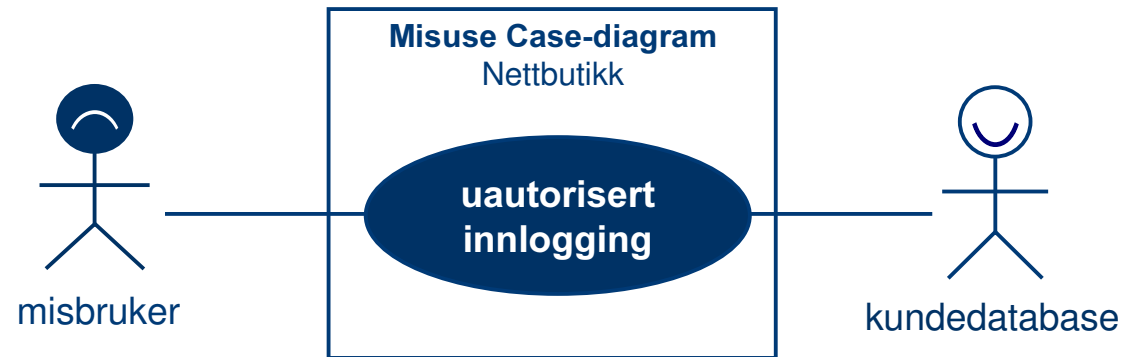 Misuse Case-diagram
Nettbutikk
uautorisert
innlogging
misbruker
kundedatabase